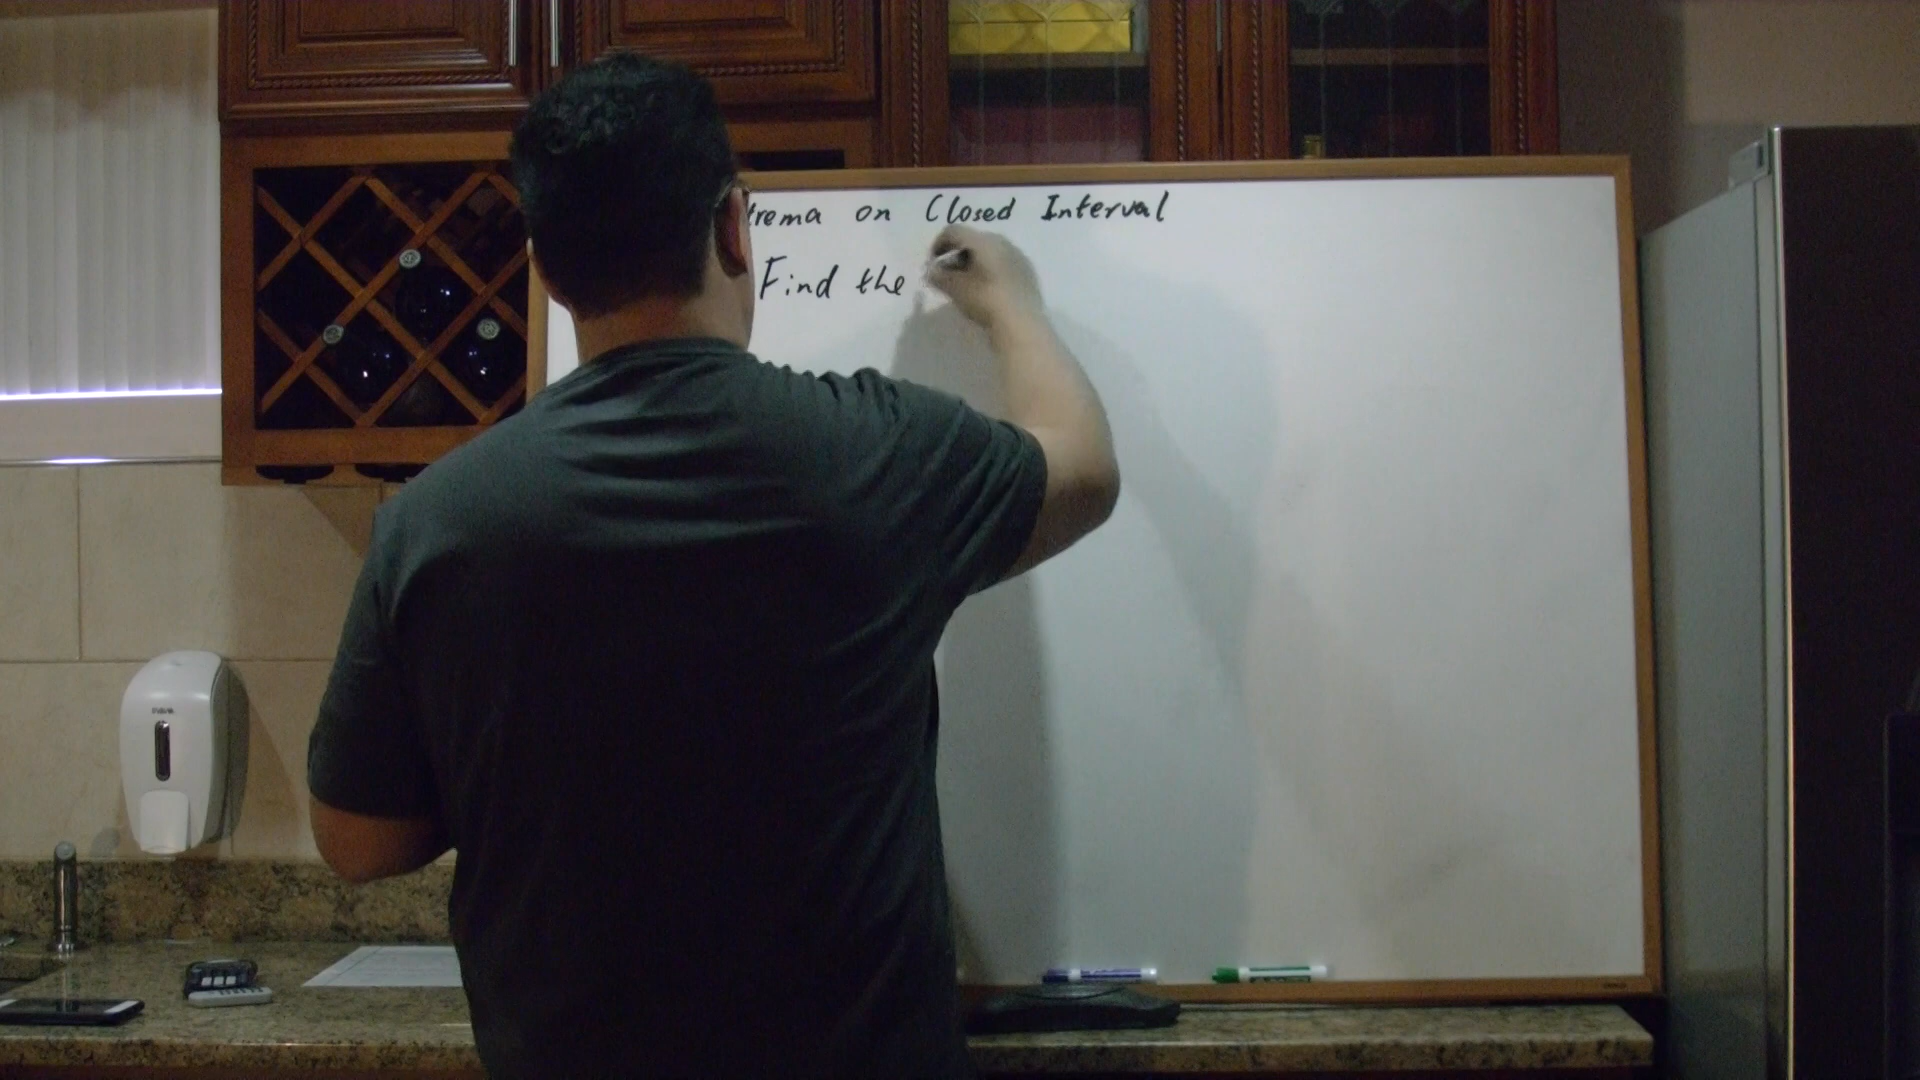 trema on Closed Interval
Find the